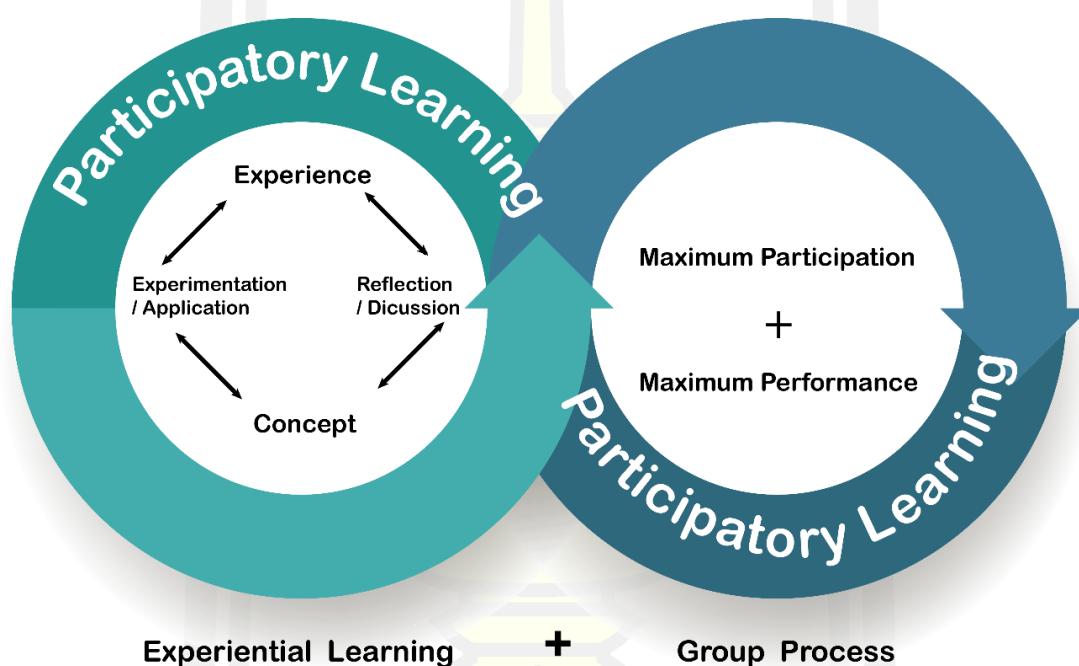 Participatory Learning
Experience
Experimentation
/ Application
Reflection
/ Dicussion
Concept
Maximum Participation
+
Maximum Performance
Participatory Learning
Experiential Learning + Group Process